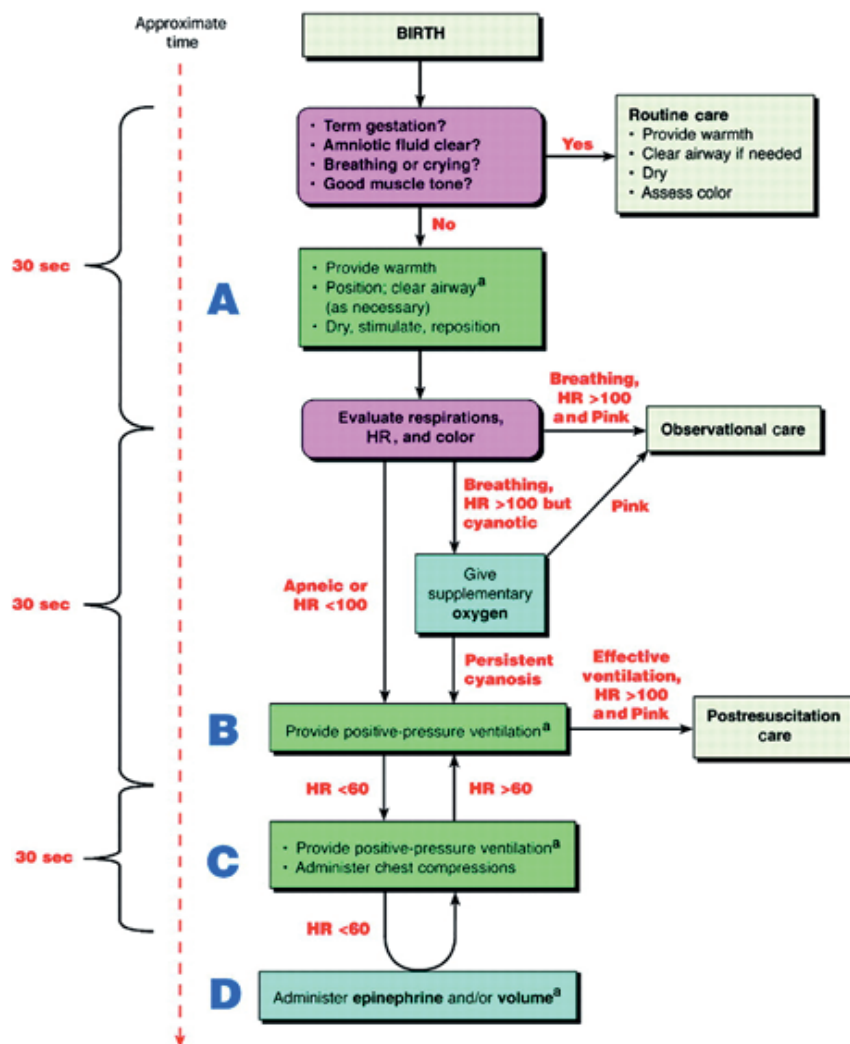 Approximate
time
BIRTH
• Term gestation?
• Amniotic fluid clear?
• Breathing or crying?
• Good muscle tone?
Yes
Routine care
• Provide warmth
• Clear airway if needed
• Dry
• Assess color
No
30 sec
A
• Provide warmth
• Position; clear airwayᵃ
(as necessary)
• Dry, stimulate, reposition
Evaluate respirations,
HR, and color
Breathing,
HR >100
and Pink
Observational care
Breathing,
HR >100 but
cyanotic
Pink
30 sec
Apneic or
HR <100
Give
supplementary
oxygen
Persistent
cyanosis
Effective
ventilation,
HR >100
and Pink
B
Provide positive-pressure ventilationᵃ
Postresuscitation
care
HR <60
HR >60
30 sec
C
• Provide positive-pressure ventilationᵃ
• Administer chest compressions
HR <60
D
Administer epinephrine and/or volumeᵃ